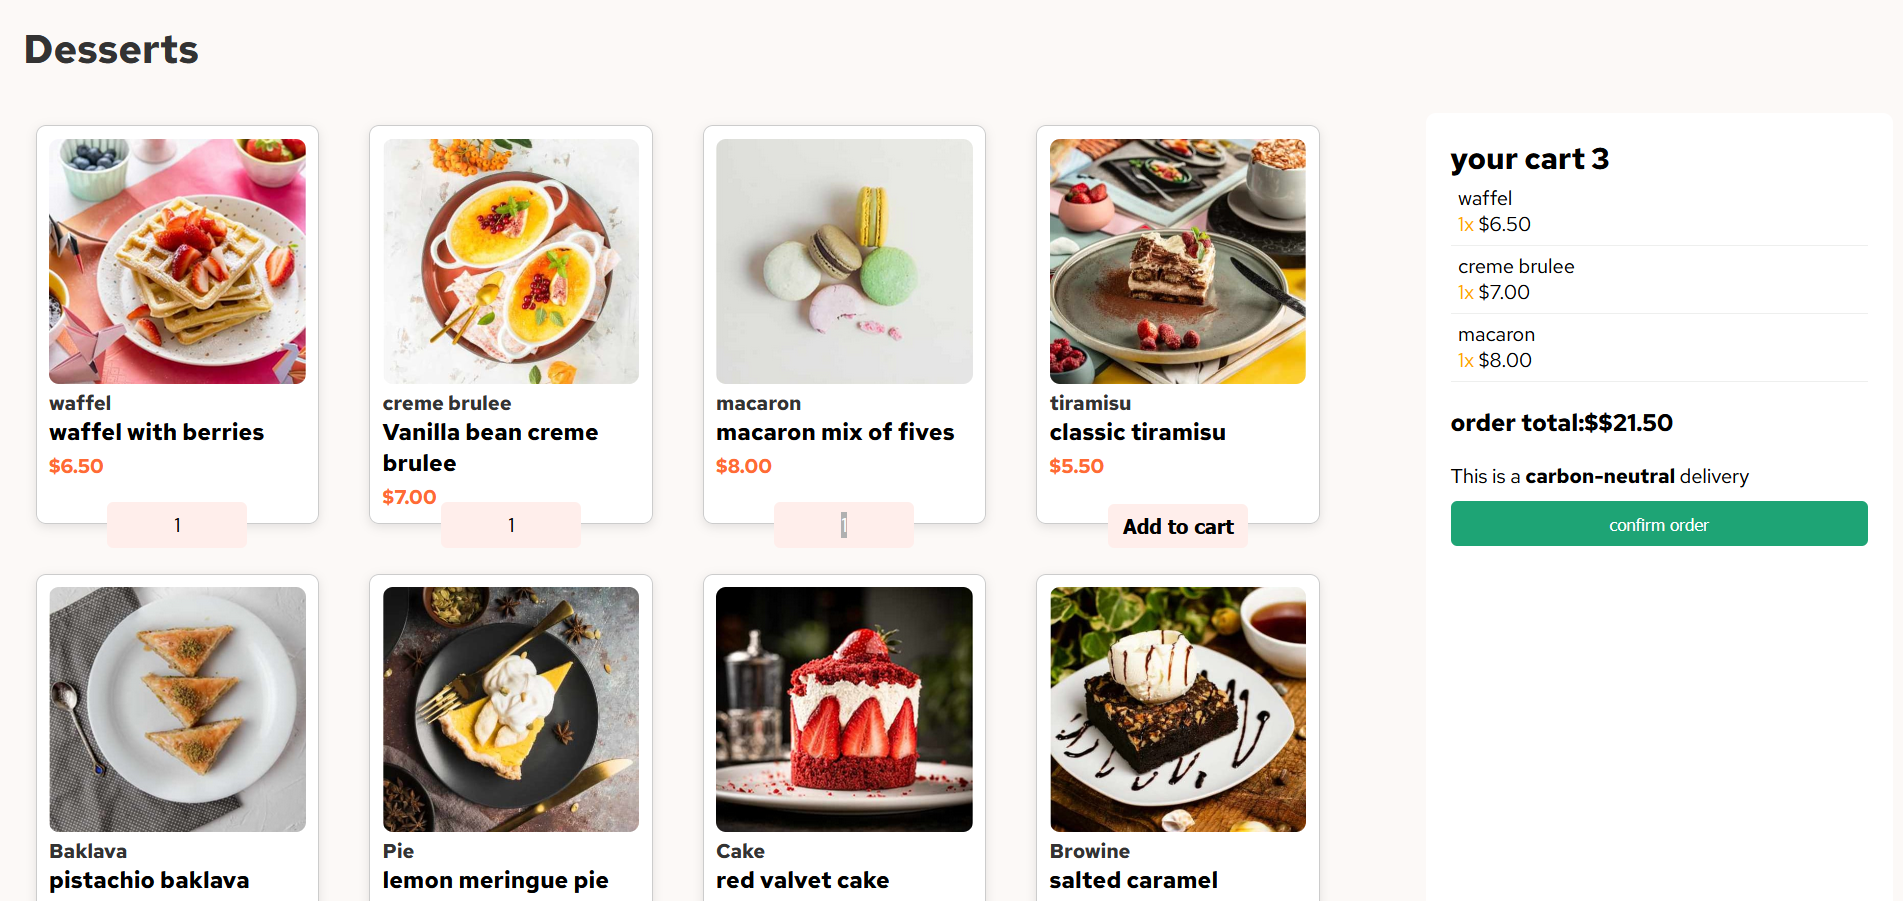 Desserts
waffel
waffel with berries
$6.50
1
creme brulee
Vanilla bean creme
brulee
$7.00
1
macaron
macaron mix of fives
$8.00
1
tiramisu
classic tiramisu
$5.50
Add to cart
Baklava
pistachio baklava
Pie
lemon meringue pie
Cake
red valvet cake
Browine
salted caramel
your cart 3
waffel
1x $6.50
creme brulee
1x $7.00
macaron
1x $8.00
order total:$$21.50
This is a carbon-neutral delivery
confirm order